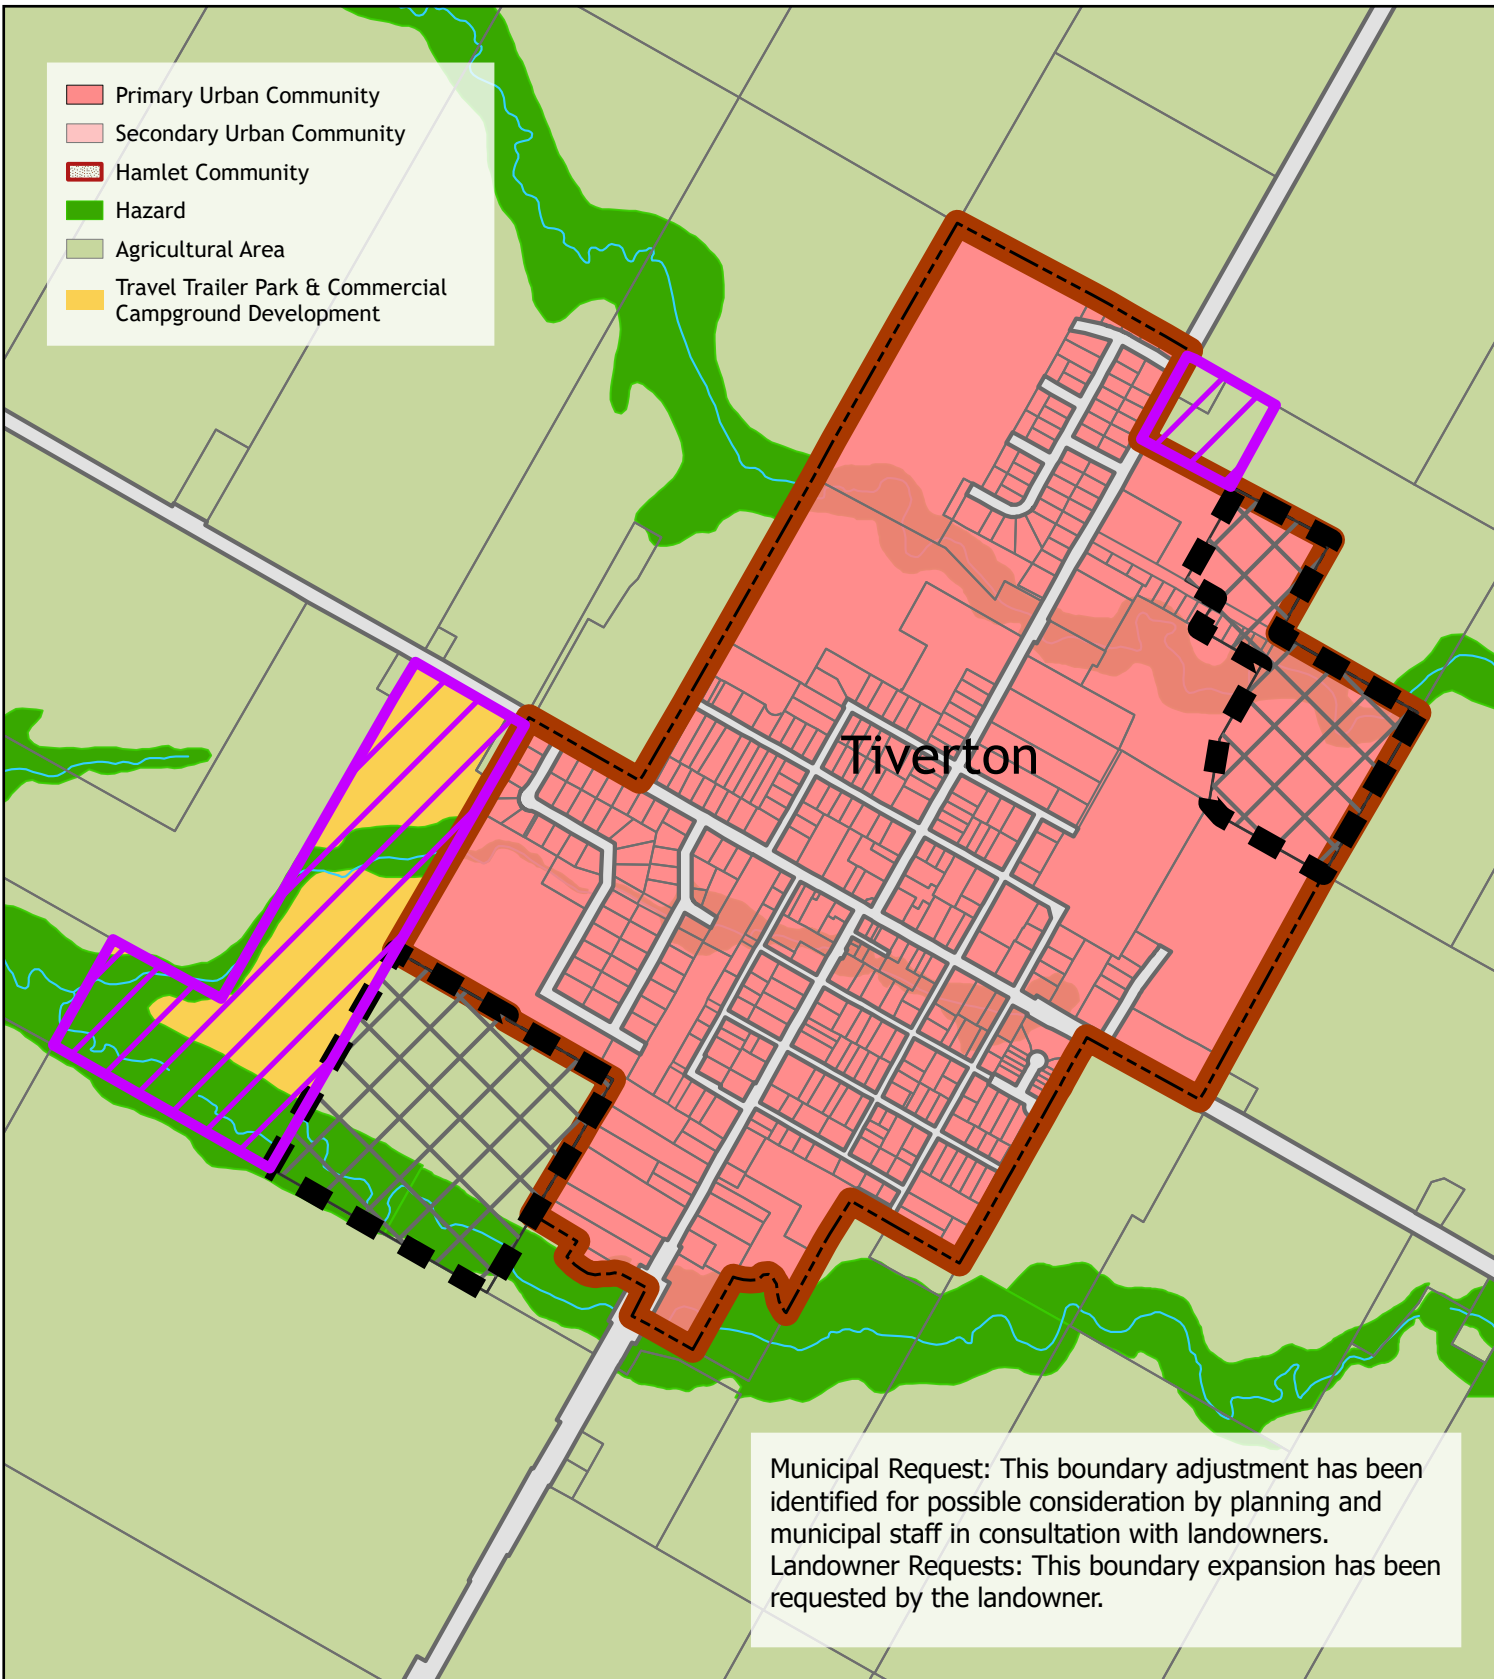 Primary Urban Community
Secondary Urban Community
Hamlet Community
Hazard
Agricultural Area
Travel Trailer Park & Commercial
Campground Development
Tiverton
Municipal Request: This boundary adjustment has been
identified for possible consideration by planning and
municipal staff in consultation with landowners.
Landowner Requests: This boundary expansion has been
requested by the landowner.